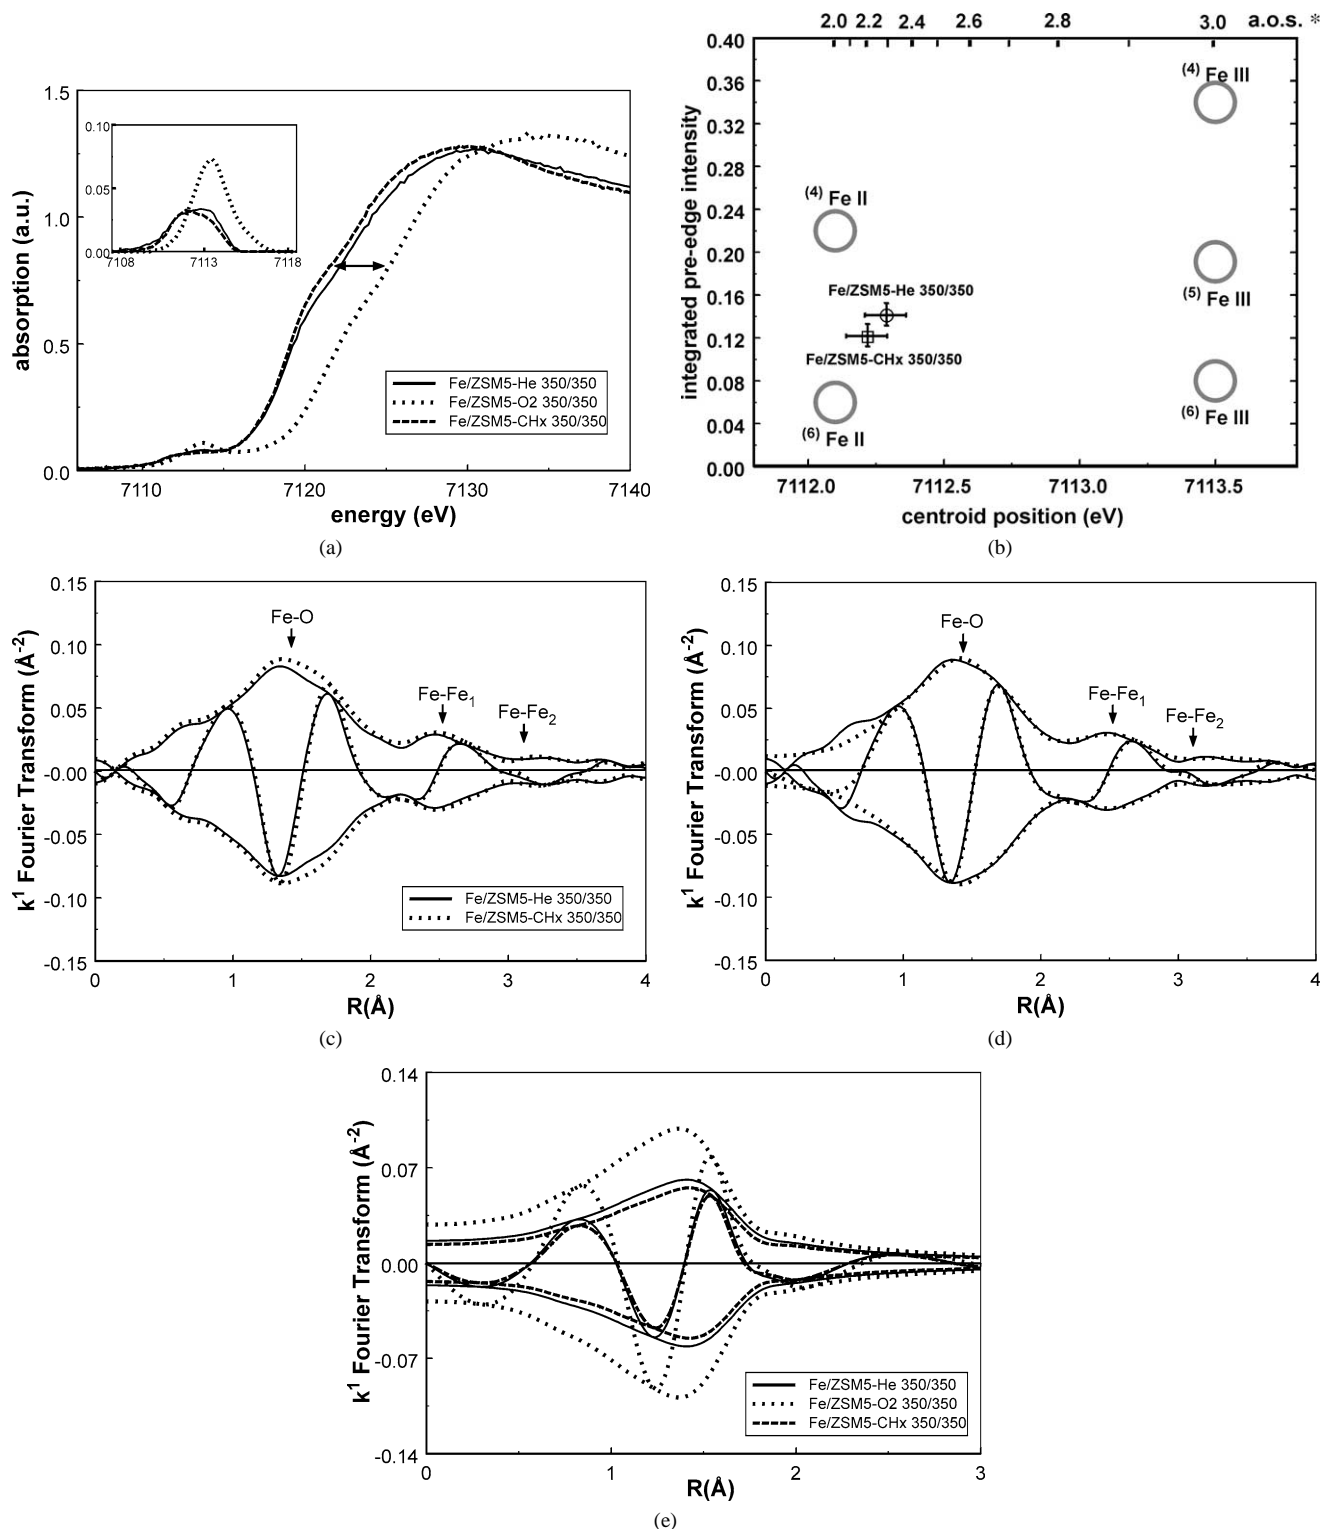 1.5
1.0
0.5
0.0
absorption (a.u.)
0.10
0.05
0.00
7108 7113 7118
Fe/ZSM5-He 350/350
Fe/ZSM5-O2 350/350
Fe/ZSM5-CHx 350/350
7110 7120 7130 7140
energy (eV)
(a)
2.0 2.2 2.4 2.6 2.8 3.0 a.o.s. *
0.40
0.36
0.32
0.28
0.24
0.20
0.16
0.12
0.08
0.04
0.00
integrated pre-edge intensity
(4) Fe III
(4) Fe II
Fe/ZSM5-He 350/350
(5) Fe III
Fe/ZSM5-CHx 350/350
(6) Fe III
(6) Fe II
7112.0 7112.5 7113.0 7113.5
centroid position (eV)
(b)
0.15
0.10
0.05
-0.00
-0.05
-0.10
-0.15
k¹ Fourier Transform (Å⁻²)
Fe-O
Fe-Fe₁
Fe-Fe₂
Fe/ZSM5-He 350/350
Fe/ZSM5-CHx 350/350
0 1 2 3 4
R(Å)
(c)
0.15
0.10
0.05
-0.00
-0.05
-0.10
-0.15
k¹ Fourier Transform (Å⁻²)
Fe-O
Fe-Fe₁
Fe-Fe₂
0 1 2 3 4
R(Å)
(d)
0.14
0.07
0.00
-0.07
-0.14
k¹ Fourier Transform (Å⁻²)
Fe/ZSM5-He 350/350
Fe/ZSM5-O2 350/350
Fe/ZSM5-CHx 350/350
0 1 2 3
R(Å)
(e)